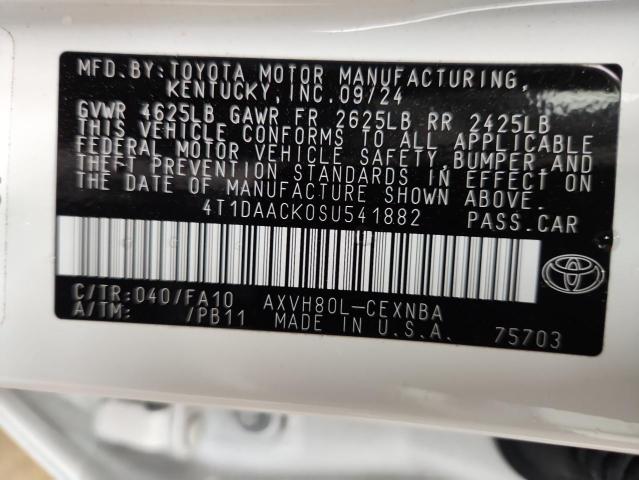 MFD.BY:TOYOTA MOTOR MANUFACTURING,
KENTUCKY,INC.09/24
GVWR 4625LB GAWR FR 2625LB RR 2425LB
THIS VEHICLE CONFORMS TO ALL APPLICABLE
FEDERAL MOTOR VEHICLE SAFETY,BUMPER,AND
THEFT PREVENTION STANDARDS IN EFFECT ON
THE DATE OF MANUFACTURE SHOWN ABOVE.
4T1DAACK0SU541882 PASS.CAR
C/TR:040/FA10 AXVH80L-CEXNBA
A/TM: /PB11 MADE IN U.S.A. 75703